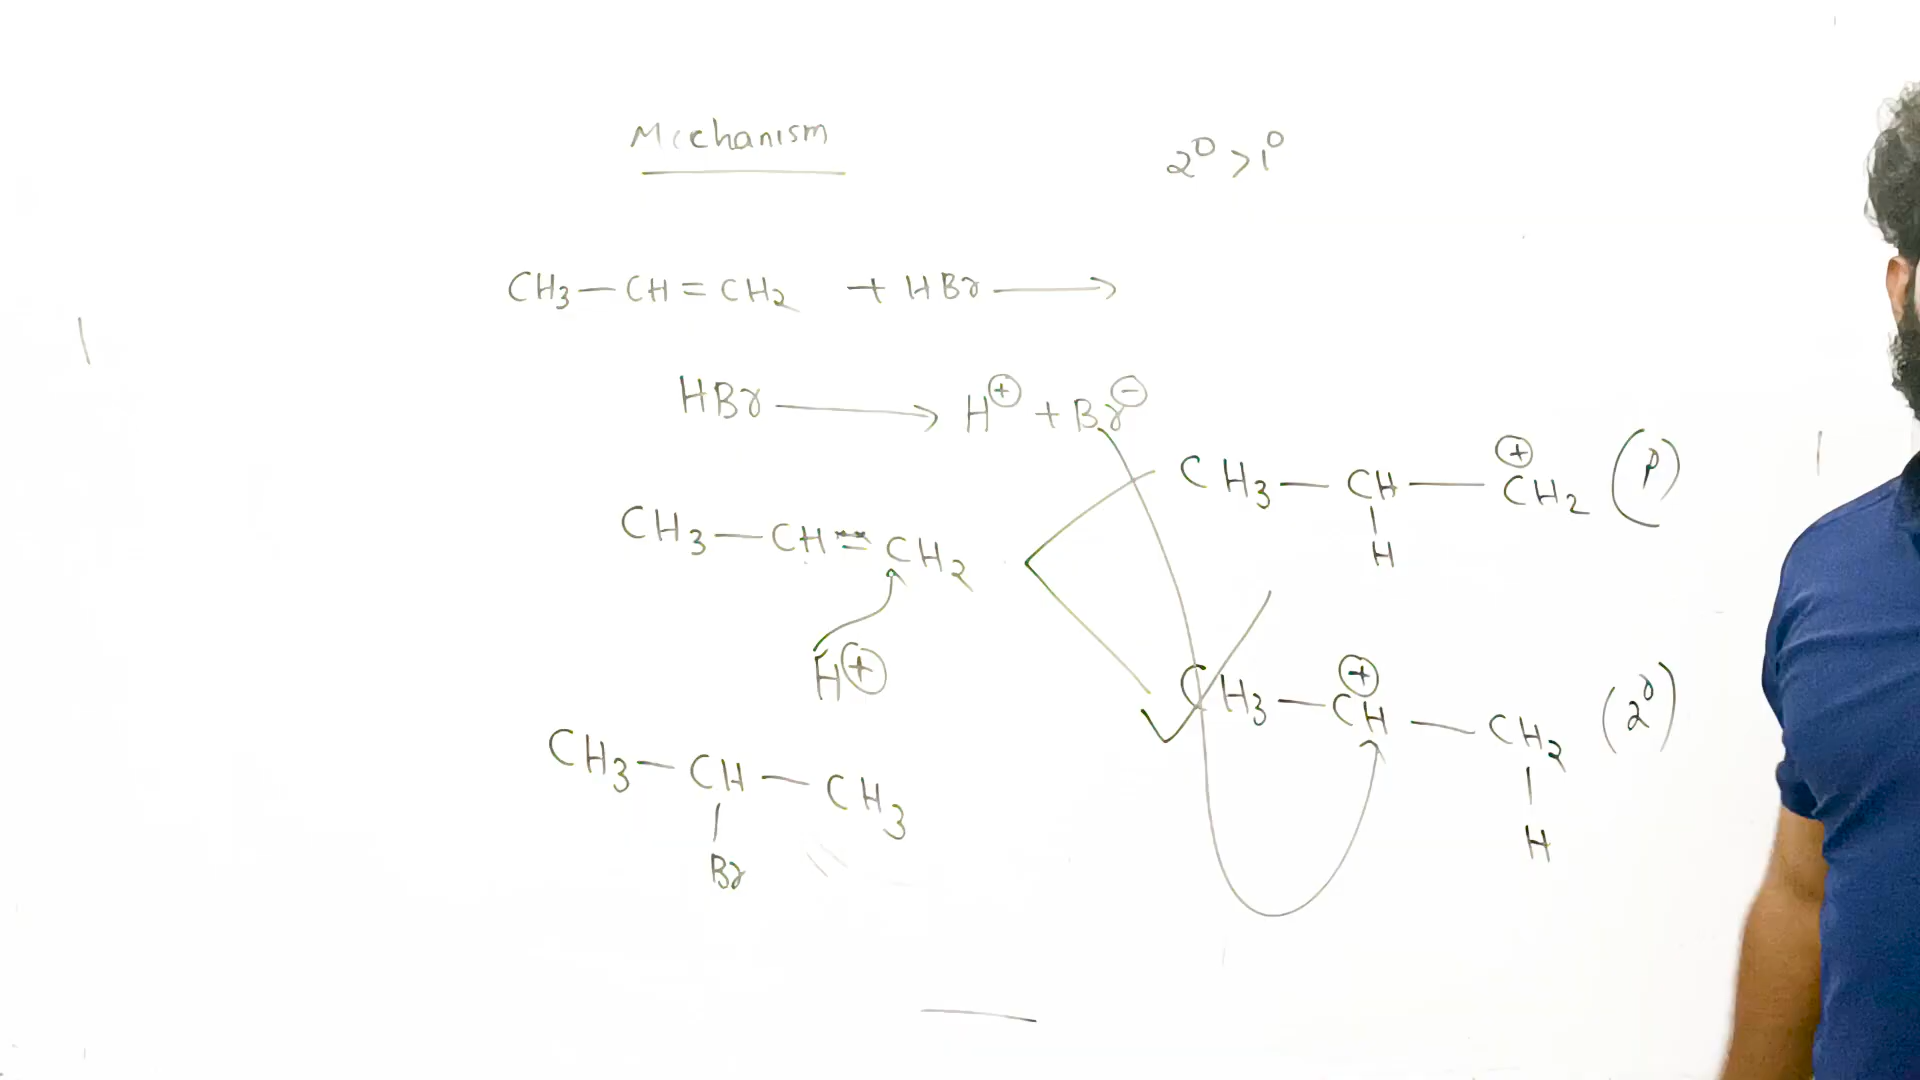 Mechanism
2° > 1°
CH3 — CH = CH2 + HBr ⟶
HBr ⟶ H⊕ + Br⊖
CH3 — CH — ⊕CH2 (P)
|
H
CH3 — CH = CH2
H⊕
CH3 — ⊕CH — CH2 (2°)
|
H
CH3 — CH — CH3
|
Br